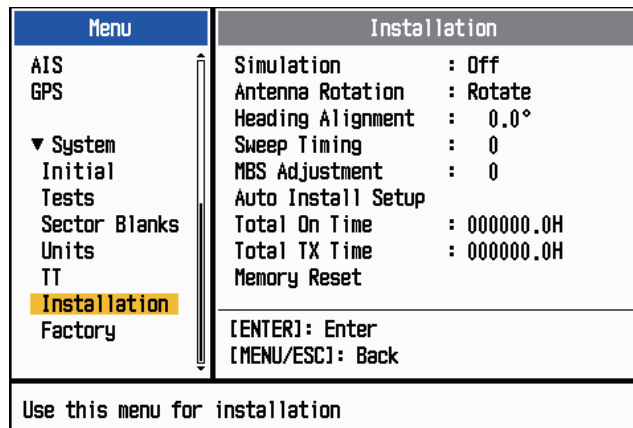 Menu
AIS
GPS
▼ System
Initial
Tests
Sector Blanks
Units
TT
Installation
Factory
Installation
Simulation : Off
Antenna Rotation : Rotate
Heading Alignment : 0.0°
Sweep Timing : 0
MBS Adjustment : 0
Auto Install Setup
Total On Time : 000000.0H
Total TX Time : 000000.0H
Memory Reset
[ENTER]: Enter
[MENU/ESC]: Back
Use this menu for installation